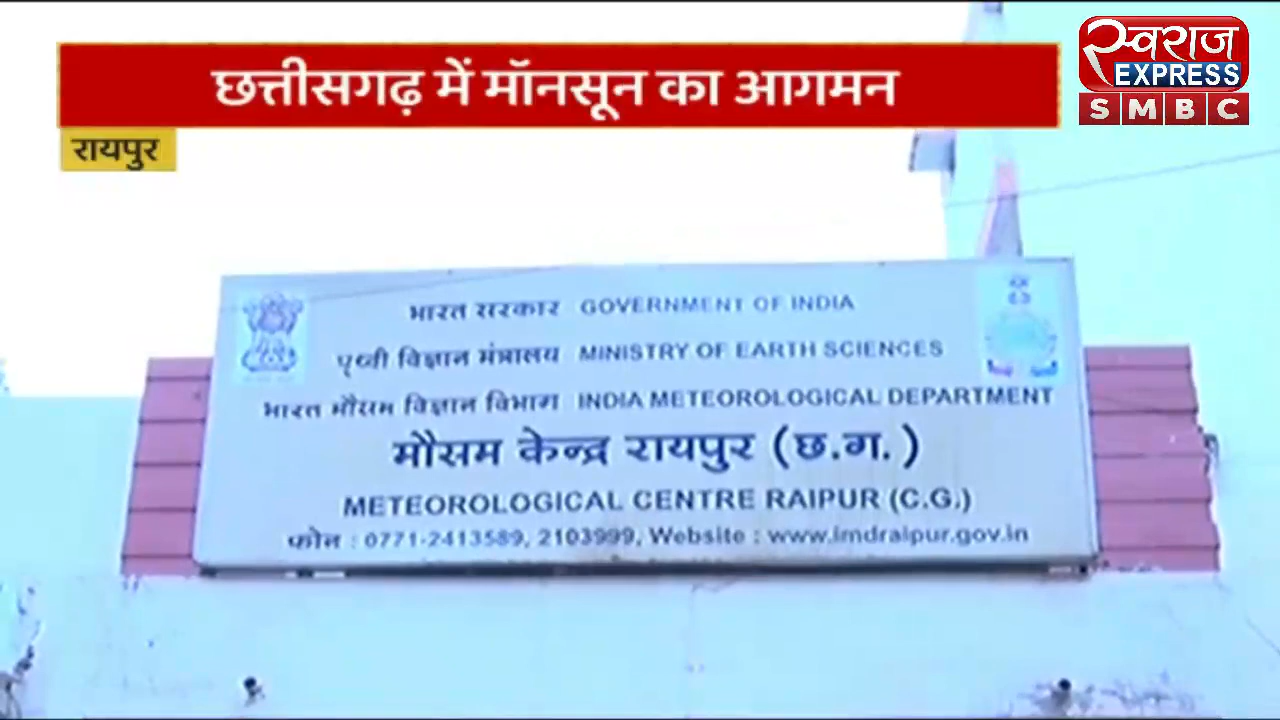 छत्तीसगढ़ में मॉनसून का आगमन
स्वराज
EXPRESS
SMBC
रायपुर
भारत सरकार GOVERNMENT OF INDIA
पृथ्वी विज्ञान मंत्रालय MINISTRY OF EARTH SCIENCES
भारत मौसम विज्ञान विभाग INDIA METEOROLOGICAL DEPARTMENT
मौसम केन्द्र रायपुर (छ.ग.)
METEOROLOGICAL CENTRE RAIPUR (C.G.)
फोन : 0771-2413589, 2103999, Website : www.imdraipur.gov.in